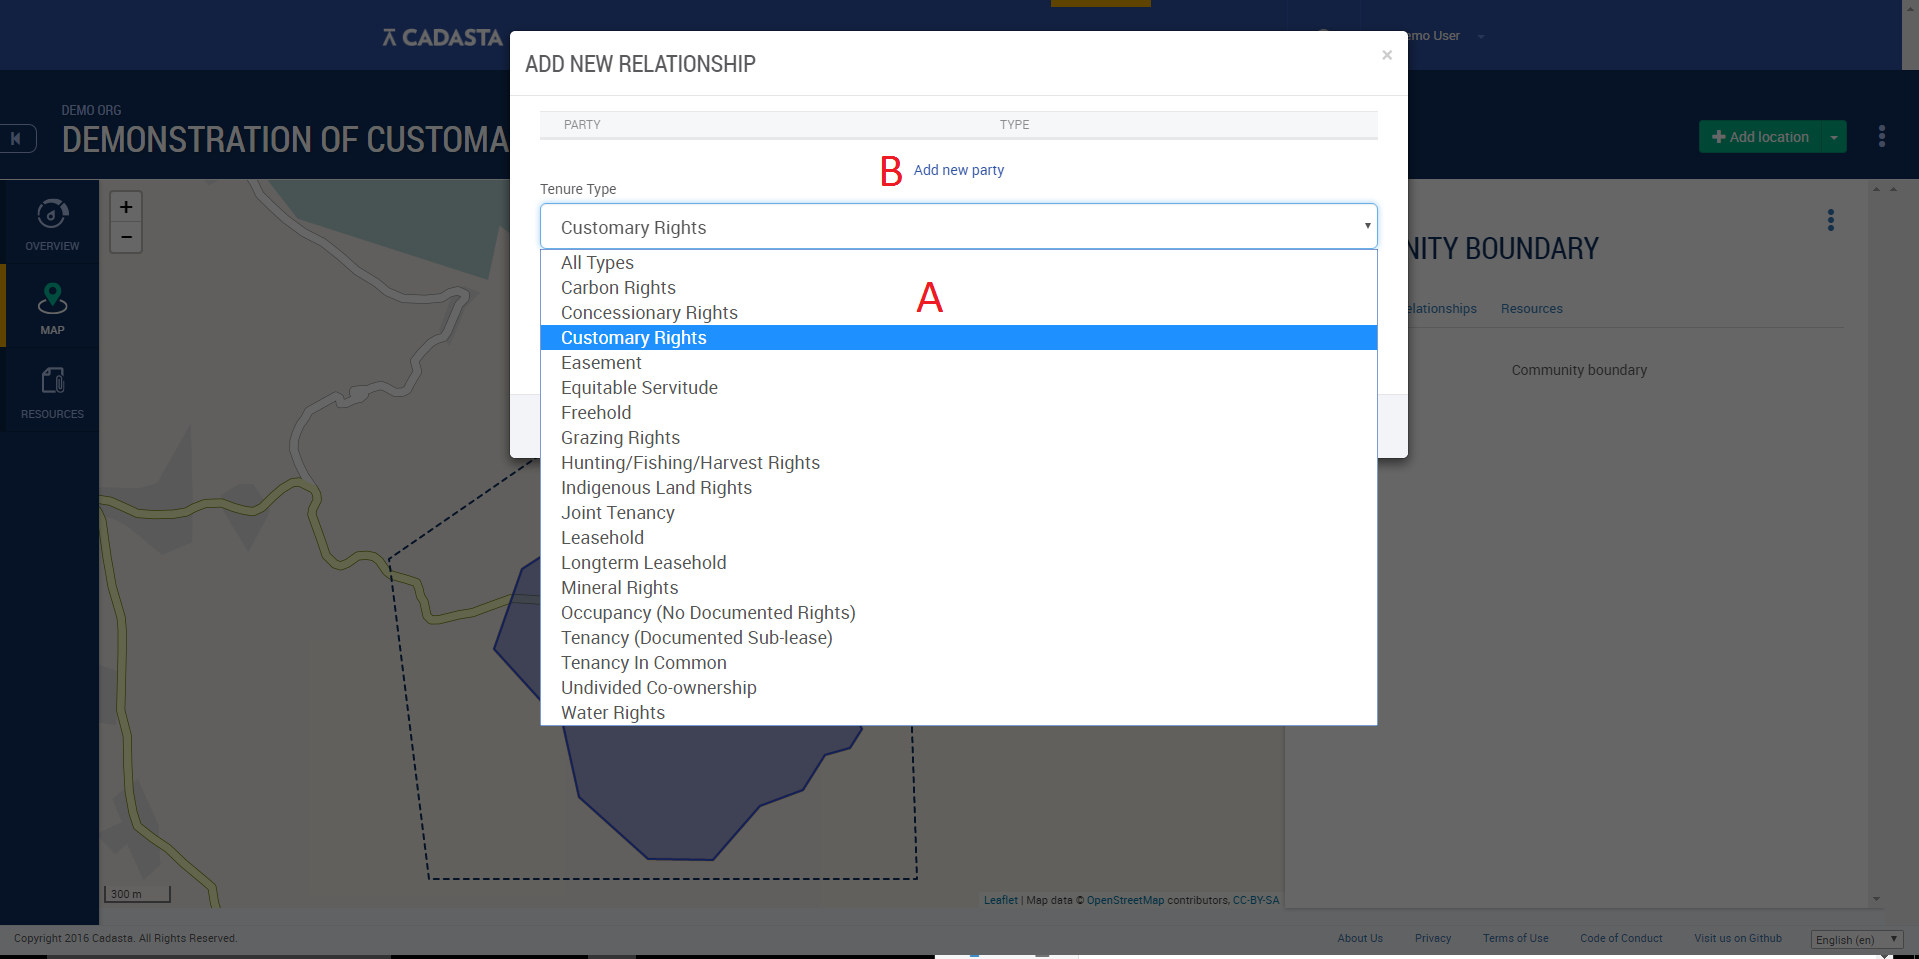 CADASTA
ADD NEW RELATIONSHIP
×
emo User
DEMO ORG
DEMONSTRATION OF CUSTOMA
PARTY
TYPE
Add location
B
Add new party
Tenure Type
Customary Rights
+
−
OVERVIEW
MAP
RESOURCES
All Types
Carbon Rights
A
Concessionary Rights
Customary Rights
Easement
Equitable Servitude
Freehold
Grazing Rights
Hunting/Fishing/Harvest Rights
Indigenous Land Rights
Joint Tenancy
Leasehold
Longterm Leasehold
Mineral Rights
Occupancy (No Documented Rights)
Tenancy (Documented Sub-lease)
Tenancy In Common
Undivided Co-ownership
Water Rights
NITY BOUNDARY
elationships
Resources
Community boundary
300 m
Leaflet | Map data © OpenStreetMap contributors, CC-BY-SA
Copyright 2016 Cadasta. All Rights Reserved.
About Us
Privacy
Terms of Use
Code of Conduct
Visit us on Github
English (en)